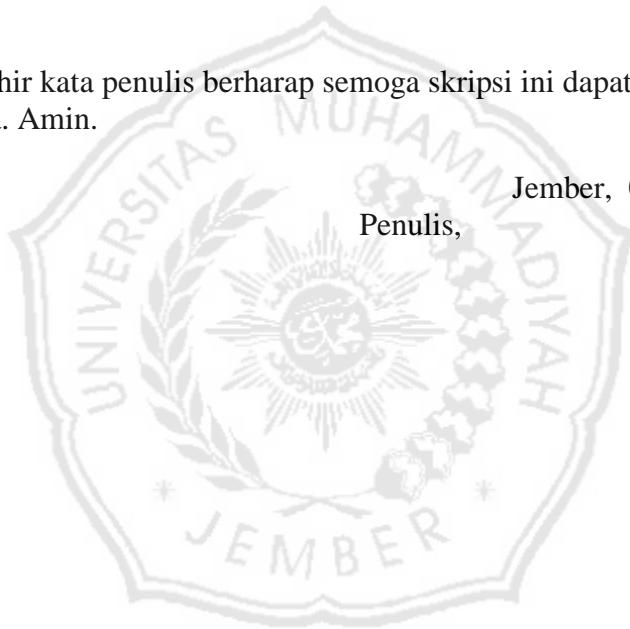 hir kata penulis berharap semoga skripsi ini dapat
. Amin.
Jember,
Penulis,
UNIVERSITAS MUHAMMADIYAH
JEMBER